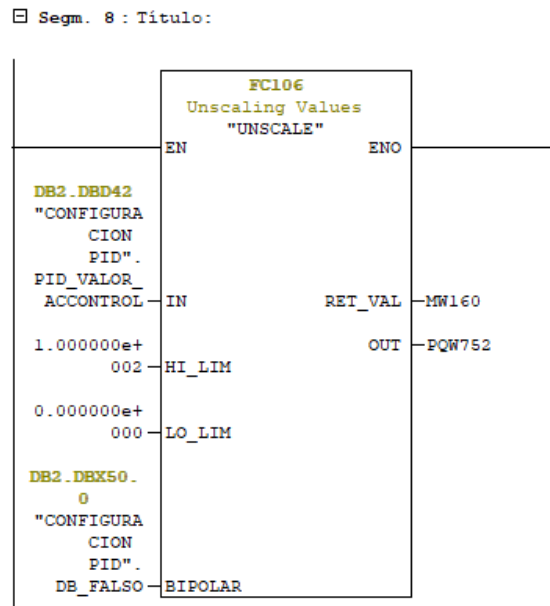 Segm. 8 : Título:
FC106
Unscaling Values
"UNSCALE"
EN ENO
DB2.DBD42
"CONFIGURA
CION
PID".
PID_VALOR_
ACCONTROL IN RET_VAL MW160
1.000000e+ OUT PQW752
002 HI_LIM
0.000000e+
000 LO_LIM
DB2.DBX50.
0
"CONFIGURA
CION
PID".
DB_FALSO BIPOLAR